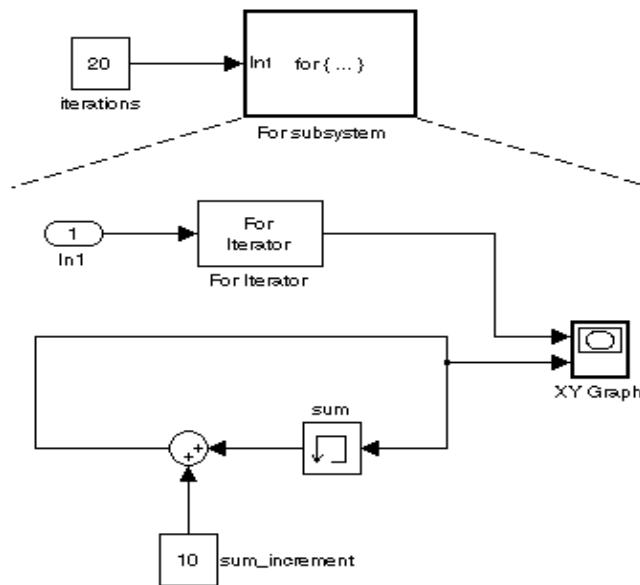 20
iterations
In1 for { ... }
For subsystem
1
In1
For
Iterator
For Iterator
XY Graph
sum
+
+
10
sum_increment